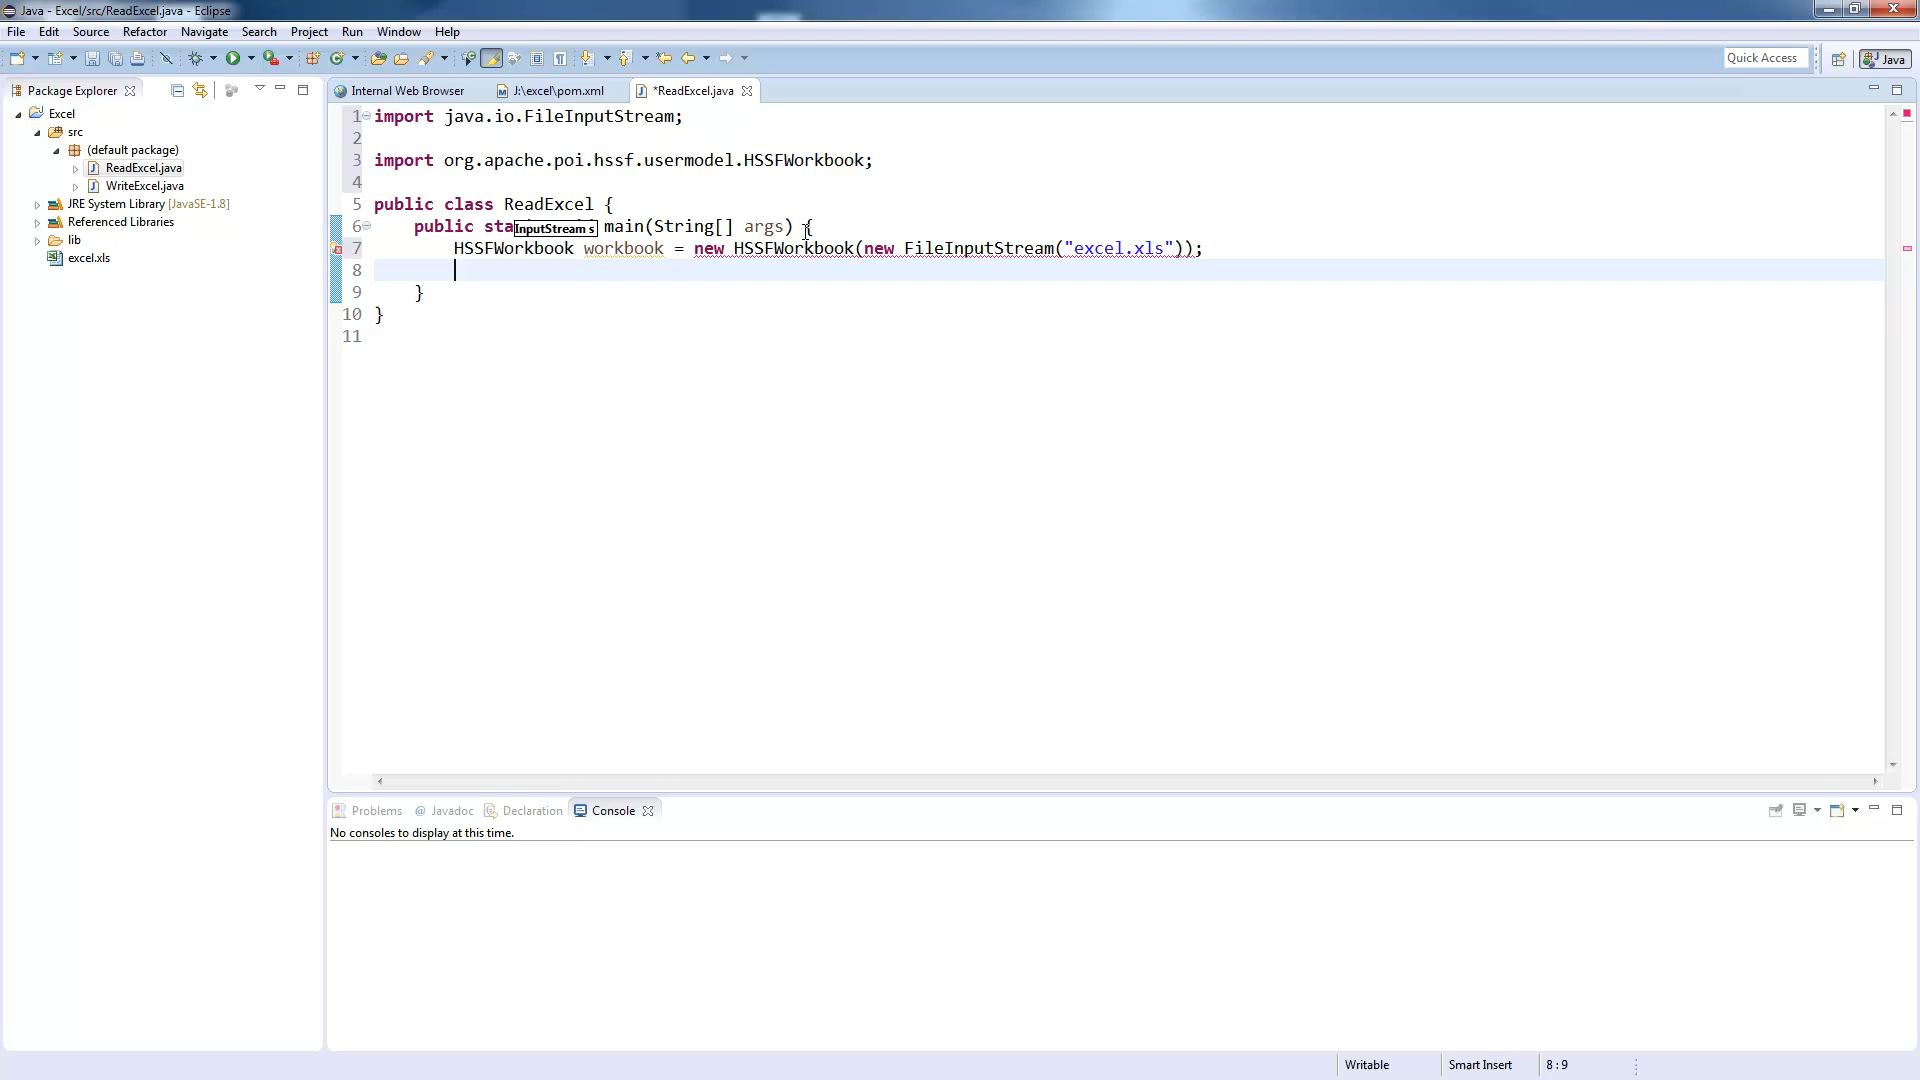 Java - Excel/src/ReadExcel.java - Eclipse
File Edit Source Refactor Navigate Search Project Run Window Help
Quick Access Java
Package Explorer
Excel
src
(default package)
ReadExcel.java
WriteExcel.java
JRE System Library [JavaSE-1.8]
Referenced Libraries
lib
excel.xls
Internal Web Browser J:\excel\pom.xml *ReadExcel.java
1 import java.io.FileInputStream;
2
3 import org.apache.poi.hssf.usermodel.HSSFWorkbook;
4
5 public class ReadExcel {
6 public sta main(String[] args) {
InputStream s
7 HSSFWorkbook workbook = new HSSFWorkbook(new FileInputStream("excel.xls"));
8
9 }
10 }
11
Problems @ Javadoc Declaration Console
No consoles to display at this time.
Writable Smart Insert 8 : 9